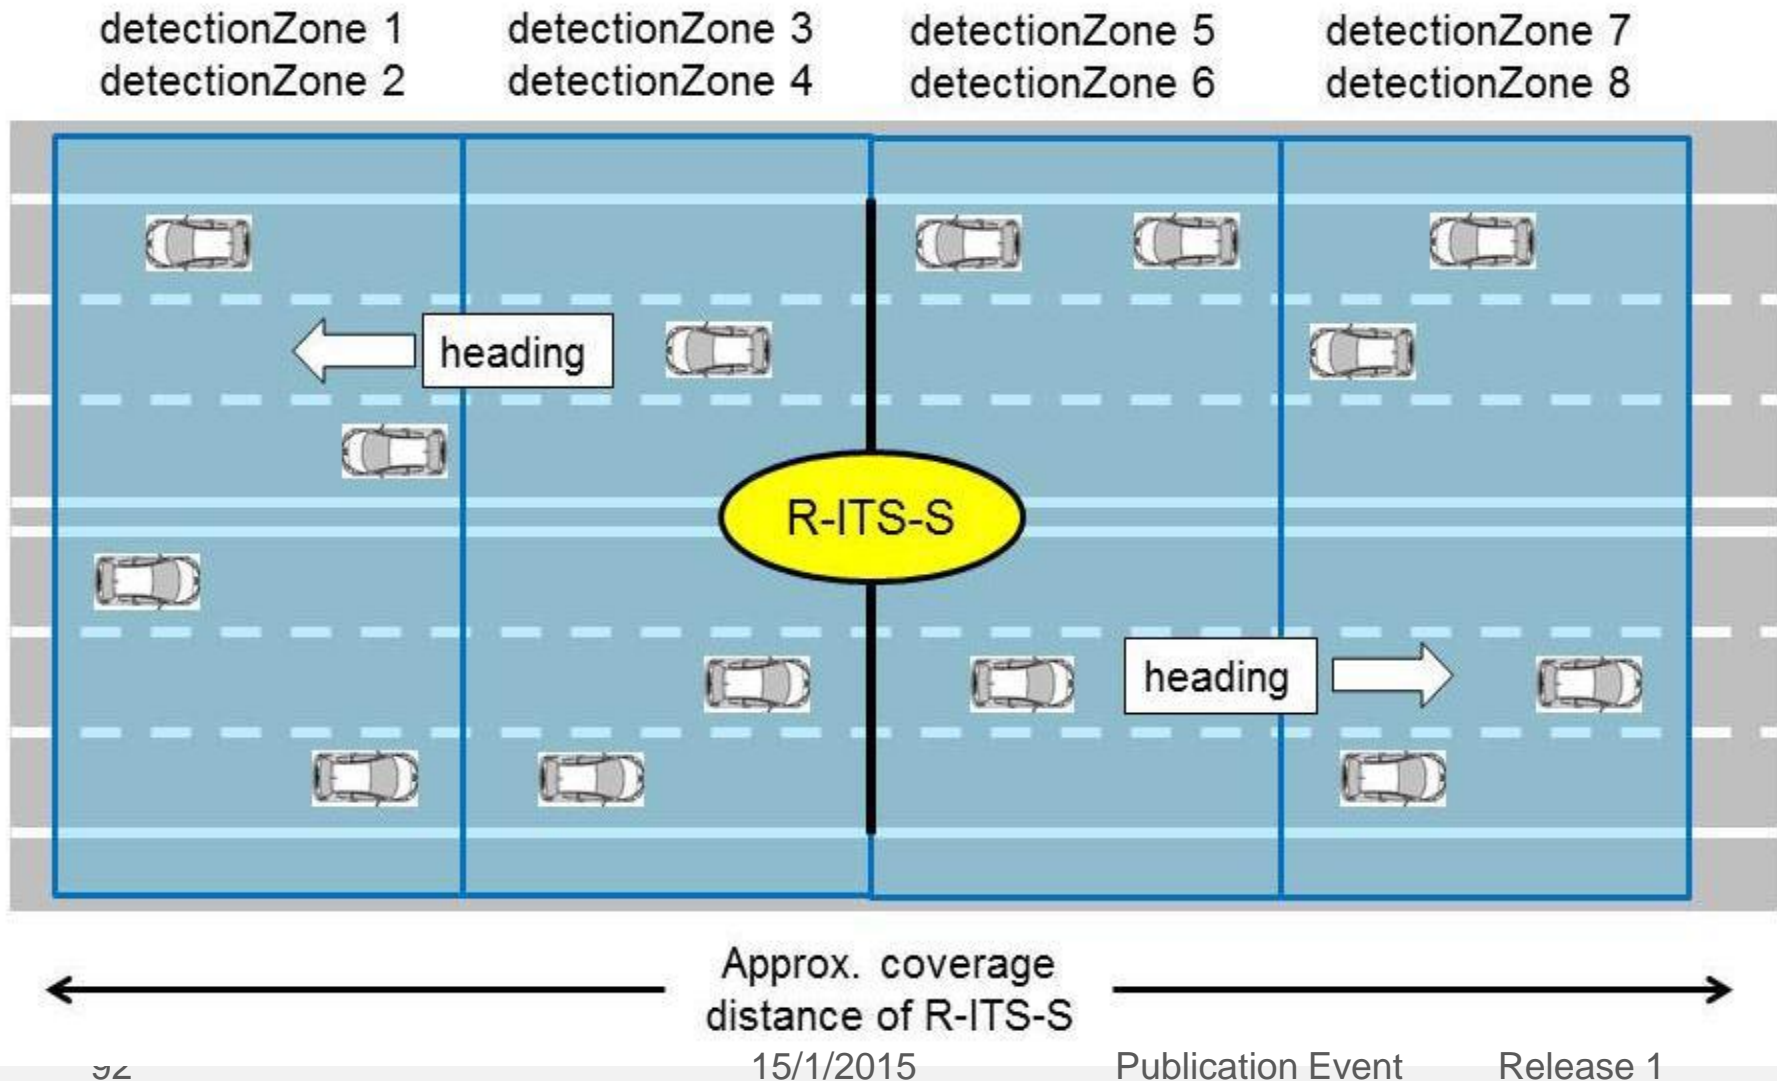 detectionZone 1 detectionZone 3 detectionZone 5 detectionZone 7
detectionZone 2 detectionZone 4 detectionZone 6 detectionZone 8
heading
R-ITS-S
heading
Approx. coverage
distance of R-ITS-S
92 15/1/2015 Publication Event Release 1